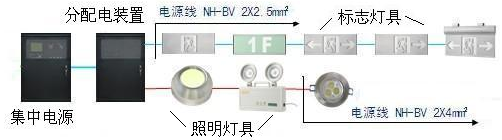 分配电装置
电源线 NH-BV 2X2.5mm²
标志灯具
1F
集中电源
照明灯具
电源线 NH-BV 2X4mm²